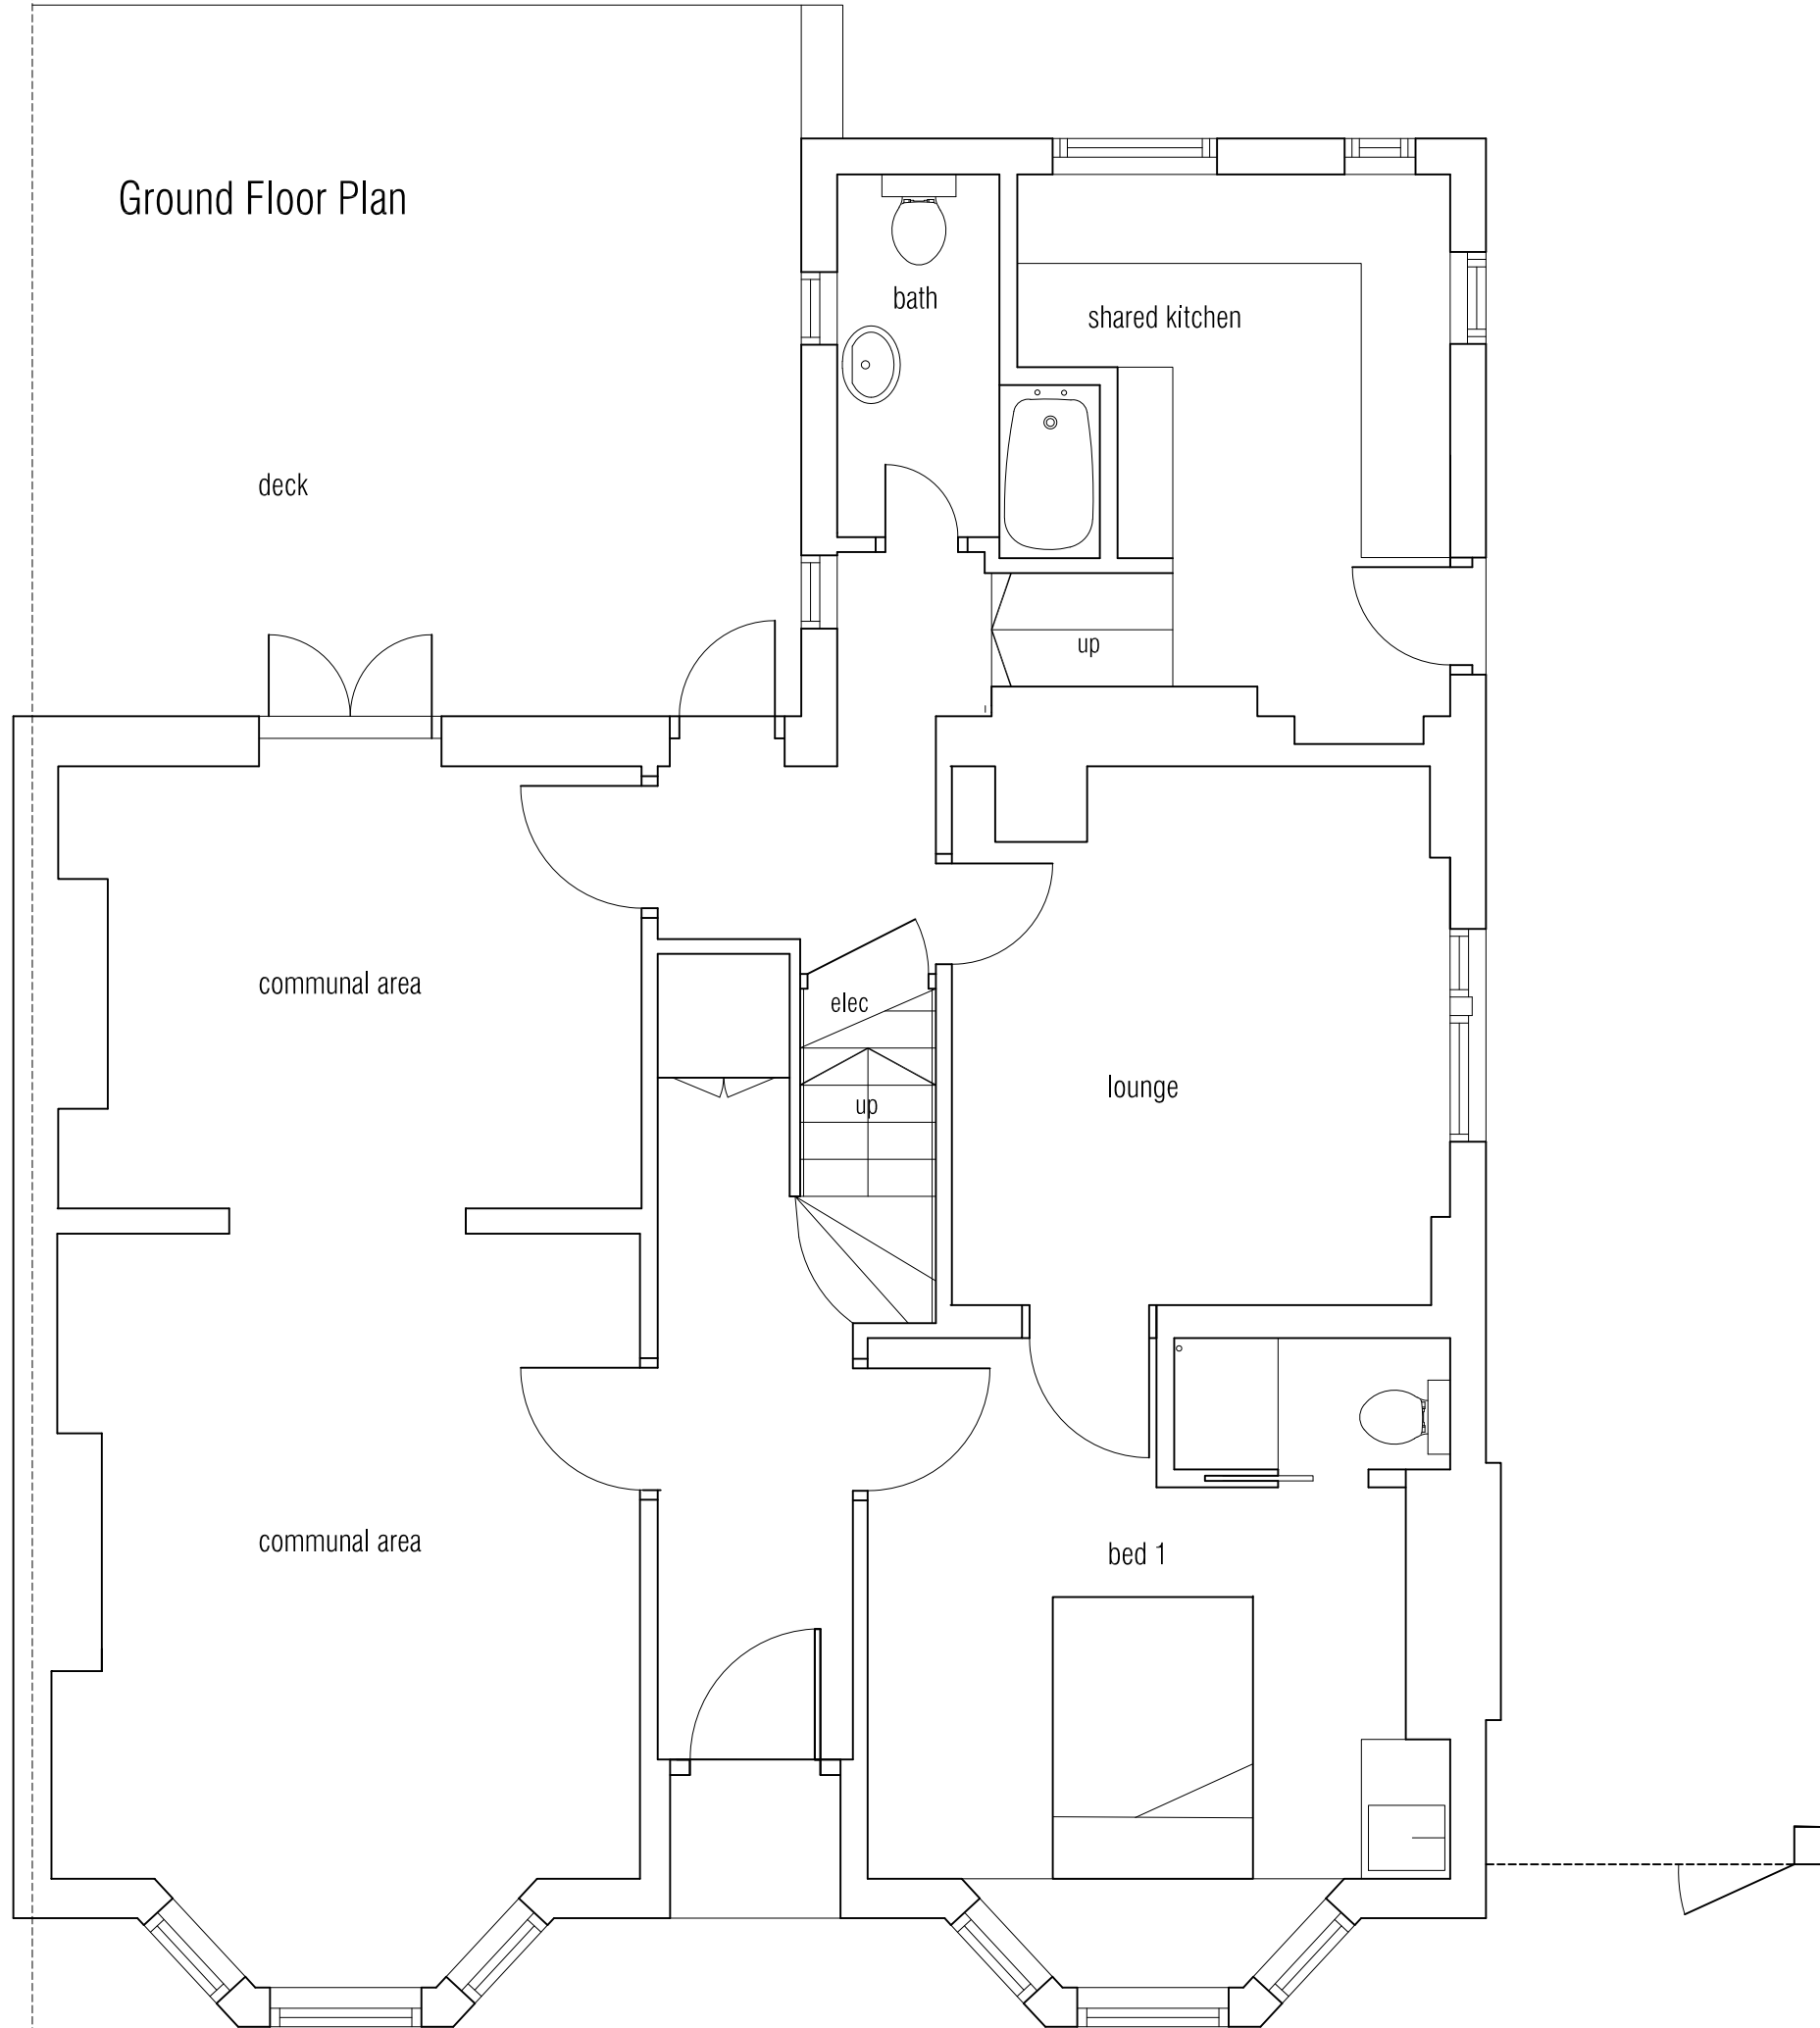 Ground Floor Plan
bath
shared kitchen
deck
up
communal area
elec
lounge
up
communal area
bed 1